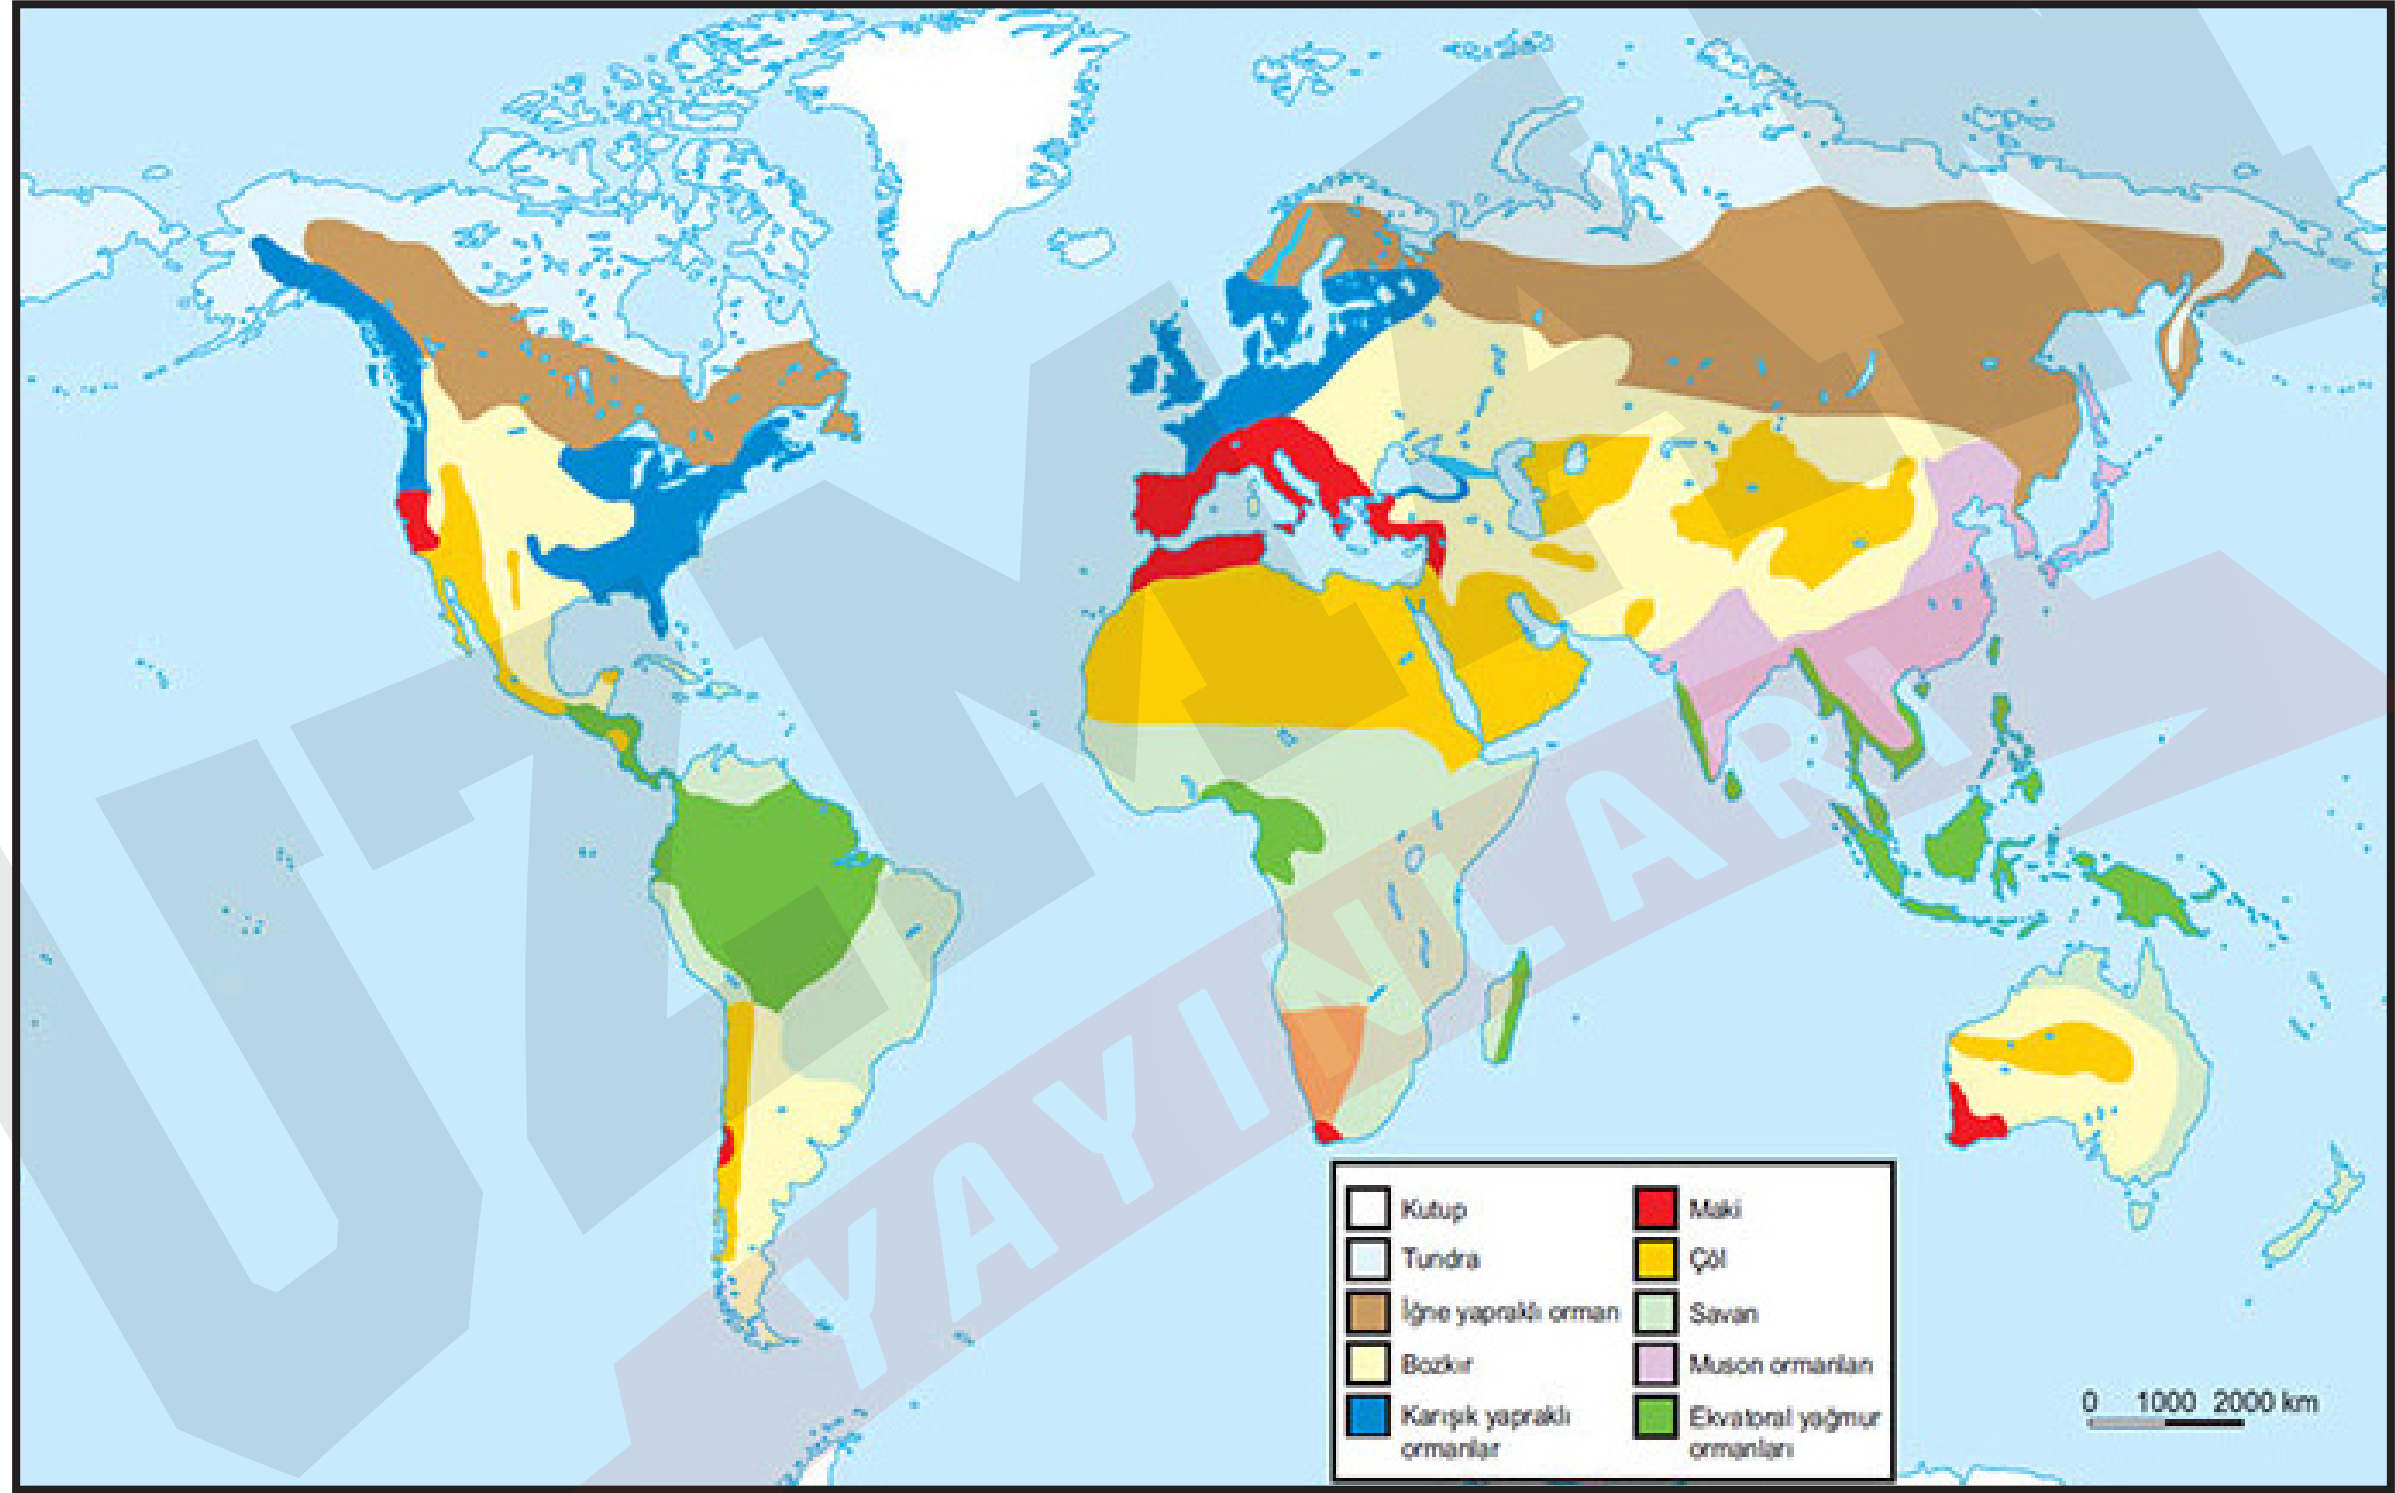 UZMAN
YAYINLARI
Kutup
Tundra
İğne yapraklı orman
Bozkır
Karışık yapraklı
ormanlar
Maki
Çöl
Savan
Muson ormanları
Ekvatoral yağmur
ormanları
0 1000 2000 km